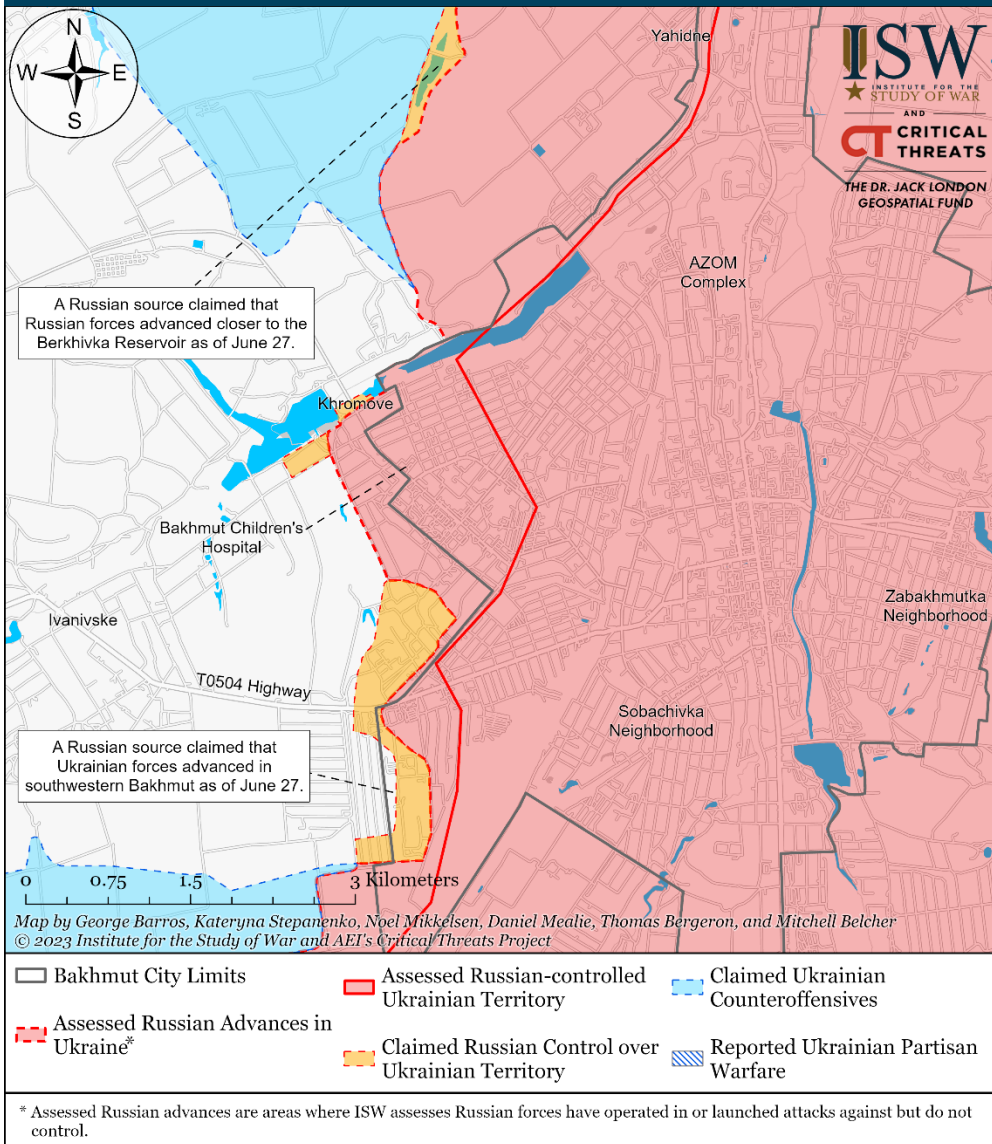 N
W
E
S
Yahidne
ISW
INSTITUTE FOR THE
STUDY OF WAR
AND
CT CRITICAL
THREATS
THE DR. JACK LONDON
GEOSPATIAL FUND
AZOM
Complex
A Russian source claimed that
Russian forces advanced closer to the
Berkhivka Reservoir as of June 27.
Khromove
Bakhmut Children's
Hospital
Zabakhmutka
Neighborhood
Ivanivske
T0504 Highway
Sobachivka
Neighborhood
A Russian source claimed that
Ukrainian forces advanced in
southwestern Bakhmut as of June 27.
0 0.75 1.5 3 Kilometers
Map by George Barros, Kateryna Stepanenko, Noel Mikkelsen, Daniel Mealie, Thomas Bergeron, and Mitchell Belcher
© 2023 Institute for the Study of War and AEI's Critical Threats Project
Bakhmut City Limits
Assessed Russian Advances in
Ukraine*
Assessed Russian-controlled
Ukrainian Territory
Claimed Russian Control over
Ukrainian Territory
Claimed Ukrainian
Counteroffensives
Reported Ukrainian Partisan
Warfare
* Assessed Russian advances are areas where ISW assesses Russian forces have operated in or launched attacks against but do not
control.